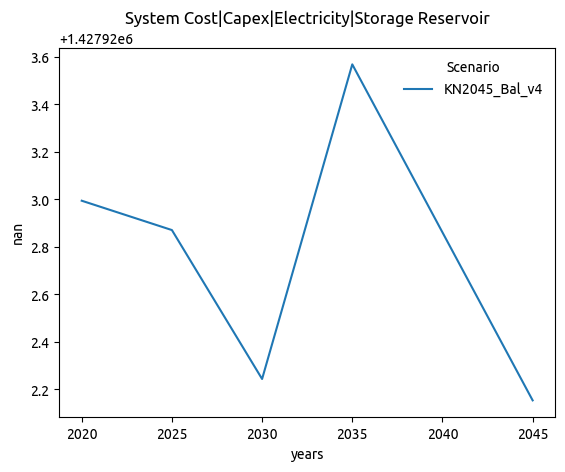 System Cost|Capex|Electricity|Storage Reservoir
+1.42792e6
3.6
3.4
3.2
3.0
2.8
2.6
2.4
2.2
nan
Scenario
KN2045_Bal_v4
2020 2025 2030 2035 2040 2045
years